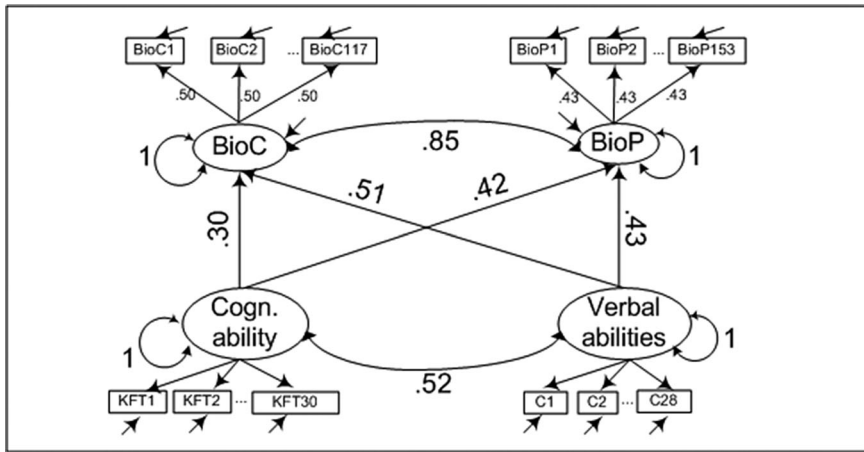 BioC1 BioC2 ... BioC117 BioP1 BioP2 ... BioP153
.50 .50 .50 .43 .43 .43
1 BioC .85 BioP 1
.51 .42
.30 .43
Cogn. Verbal
ability abilities
1 .52 1
KFT1 KFT2 ... KFT30 C1 C2 ... C28